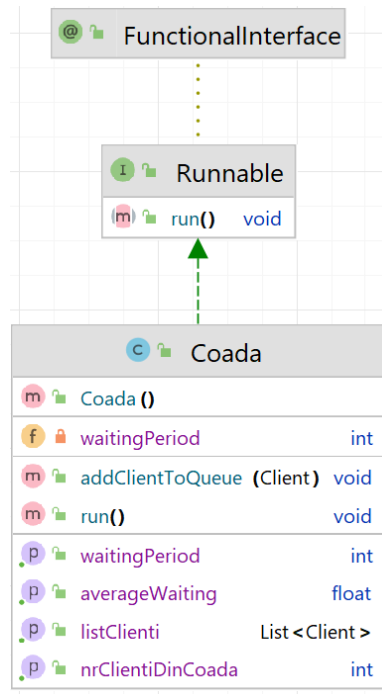 @ FunctionalInterface
I Runnable
m run() void
c Coada
m Coada ()
f waitingPeriod int
m addClientToQueue (Client) void
m run() void
p waitingPeriod int
p averageWaiting float
p listClienti List<Client>
p nrClientiDinCoada int